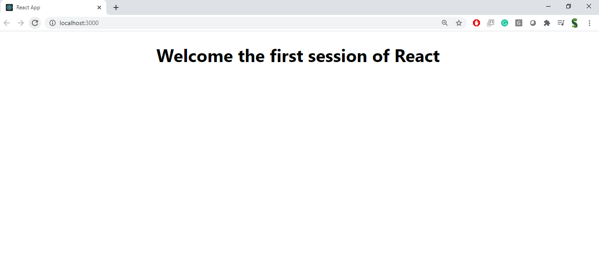 React App
localhost:3000
Welcome the first session of React